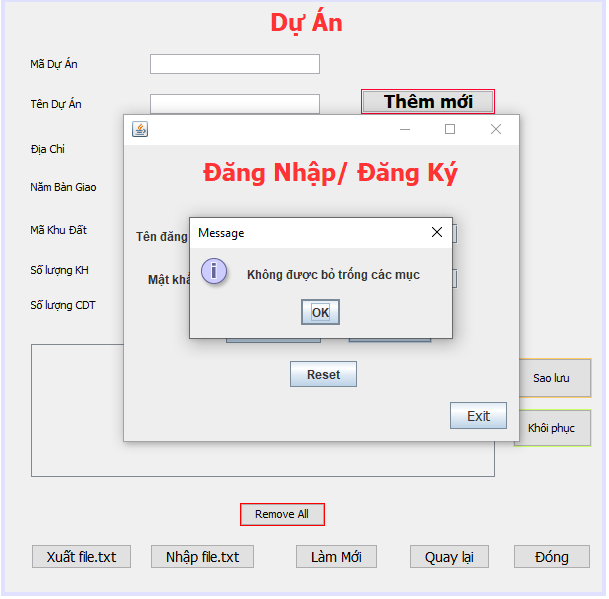 Dự Án
Mã Dự Án
Tên Dự Án
Thêm mới
Địa Chỉ
Đăng Nhập/ Đăng Ký
Năm Bàn Giao
Mã Khu Đất
Message
Tên đăng
Không được bỏ trống các mục
Số lượng KH
Mật khẩ
Số lượng CDT
OK
Reset
Sao lưu
Exit
Khôi phục
Remove All
Xuất file.txt
Nhập file.txt
Làm Mới
Quay lại
Đóng